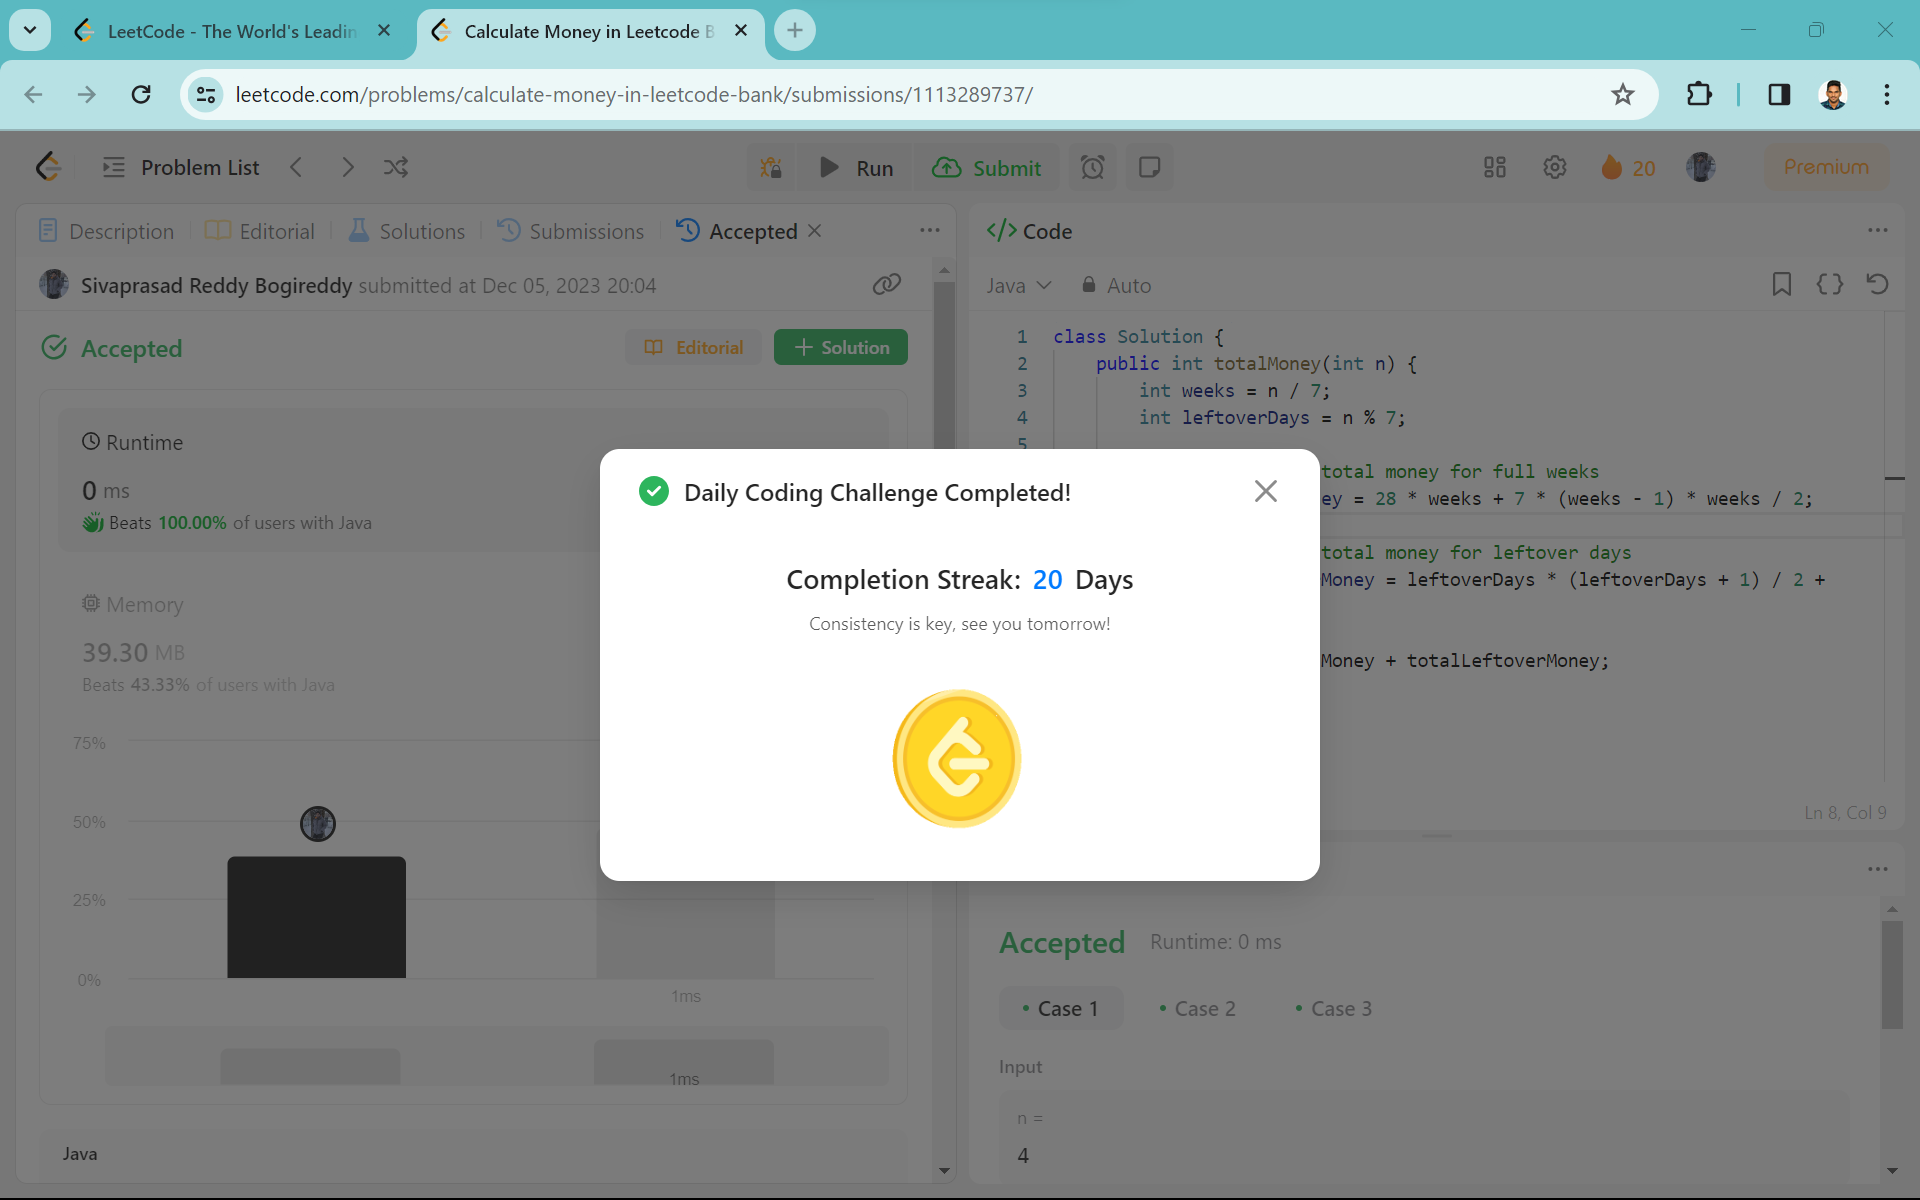 LeetCode - The World's Leadin
Calculate Money in Leetcode B
leetcode.com/problems/calculate-money-in-leetcode-bank/submissions/1113289737/
Problem List
Run
Submit
20
Premium
Description
Editorial
Solutions
Submissions
Accepted
Sivaprasad Reddy Bogireddy submitted at Dec 05, 2023 20:04
Accepted
Editorial
Solution
Runtime
0 ms
Beats 100.00% of users with Java
Memory
39.30 MB
Beats 43.33% of users with Java
75%
50%
25%
0%
1ms
1ms
Java
Daily Coding Challenge Completed!
Completion Streak: 20 Days
Consistency is key, see you tomorrow!
</> Code
Java
Auto
1 class Solution {
2 public int totalMoney(int n) {
3 int weeks = n / 7;
4 int leftoverDays = n % 7;
5
total money for full weeks
ey = 28 * weeks + 7 * (weeks - 1) * weeks / 2;
total money for leftover days
Money = leftoverDays * (leftoverDays + 1) / 2 +
Money + totalLeftoverMoney;
Ln 8, Col 9
Accepted
Runtime: 0 ms
Case 1
Case 2
Case 3
Input
n =
4